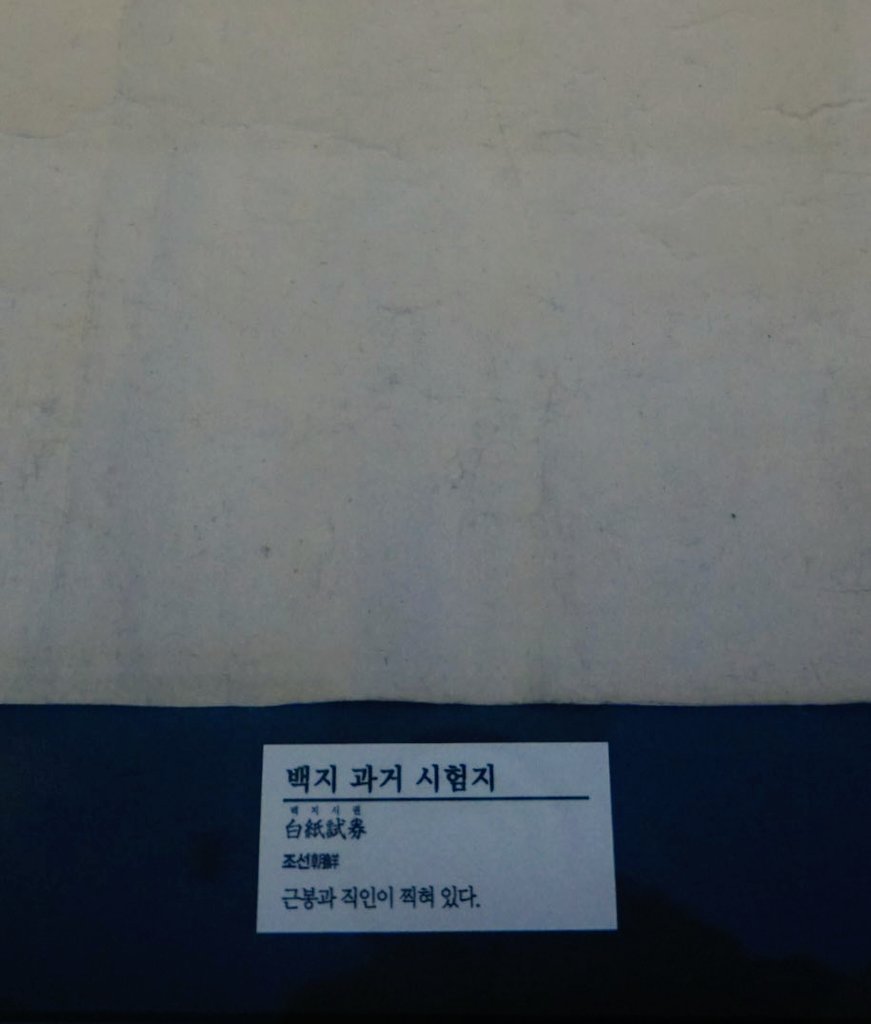 백지 과거 시험지
백지시권
白紙試券
조선朝鮮
근봉과 직인이 찍혀 있다.